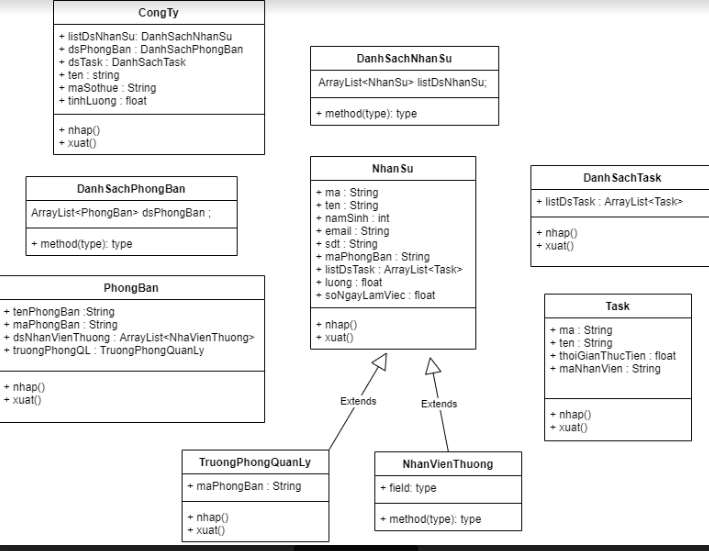 CongTy
+ listDsNhanSu: DanhSachNhanSu
+ dsPhongBan : DanhSachPhongBan
+ dsTask : DanhSachTask
+ ten : string
+ maSothue : String
+ tinhLuong : float
+ nhap()
+ xuat()
DanhSachNhanSu
ArrayList<NhanSu> listDsNhanSu;
+ method(type): type
DanhSachPhongBan
ArrayList<PhongBan> dsPhongBan ;
+ method(type): type
NhanSu
+ ma : String
+ ten : String
+ namSinh : int
+ email : String
+ sdt : String
+ maPhongBan : String
+ listDsTask : ArrayList<Task>
+ luong : float
+ soNgayLamViec : float
+ nhap()
+ xuat()
DanhSachTask
+ listDsTask : ArrayList<Task>
+ nhap()
+ xuat()
PhongBan
+ tenPhongBan :String
+ maPhongBan : String
+ dsNhanVienThuong : ArrayList<NhaVienThuong>
+ truongPhongQL : TruongPhongQuanLy
+ nhap()
+ xuat()
Task
+ ma : String
+ ten : String
+ thoiGianThucTien : float
+ maNhanVien : String
+ nhap()
+ xuat()
Extends
Extends
TruongPhongQuanLy
+ maPhongBan : String
+ nhap()
+ xuat()
NhanVienThuong
+ field: type
+ method(type): type